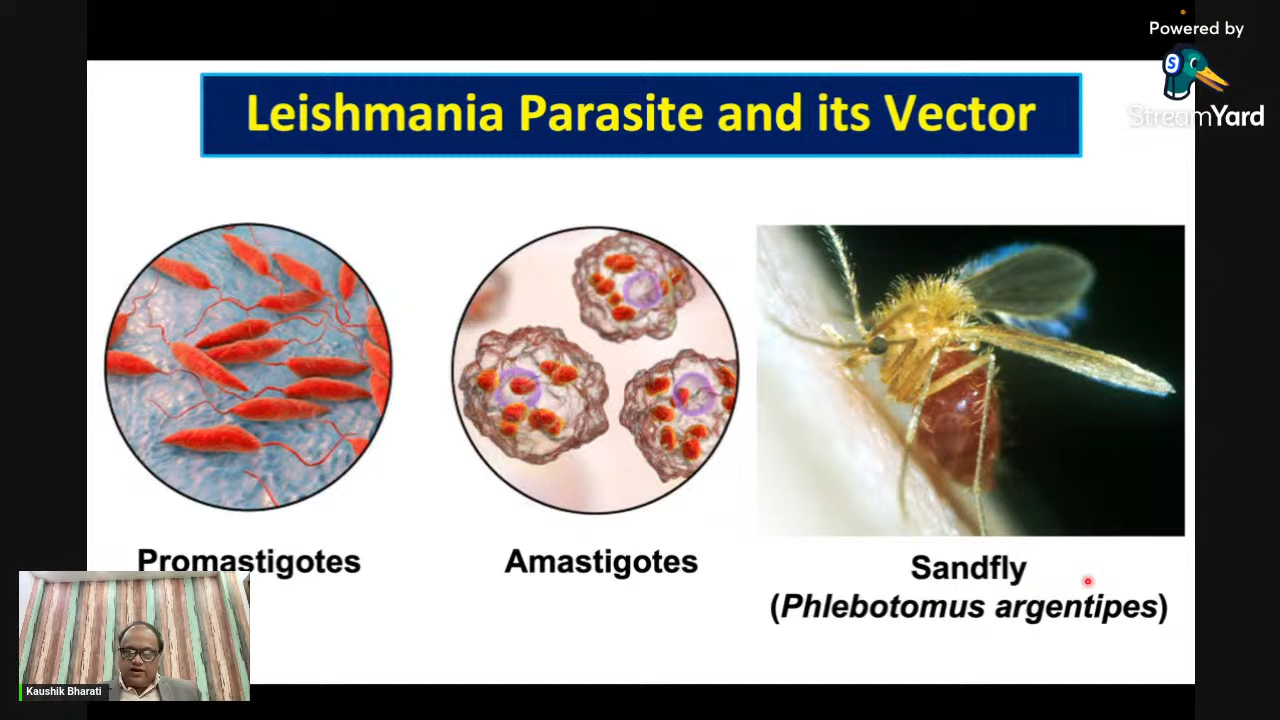 Powered by
S
StreamYard
Leishmania Parasite and its Vector
Promastigotes
Amastigotes
Sandfly
(Phlebotomus argentipes)
Kaushik Bharati